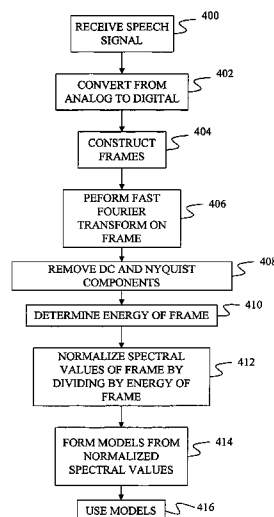 RECEIVE SPEECH
SIGNAL
400
CONVERT FROM
ANALOG TO DIGITAL
402
CONSTRUCT
FRAMES
404
PEFORM FAST
FOURIER
TRANSFORM ON
FRAME
406
REMOVE DC AND NYQUIST
COMPONENTS
408
DETERMINE ENERGY OF FRAME
410
NORMALIZE SPECTRAL
VALUES OF FRAME BY
DIVIDING BY ENERGY OF
FRAME
412
FORM MODELS FROM
NORMALIZED
SPECTRAL VALUES
414
USE MODELS
416